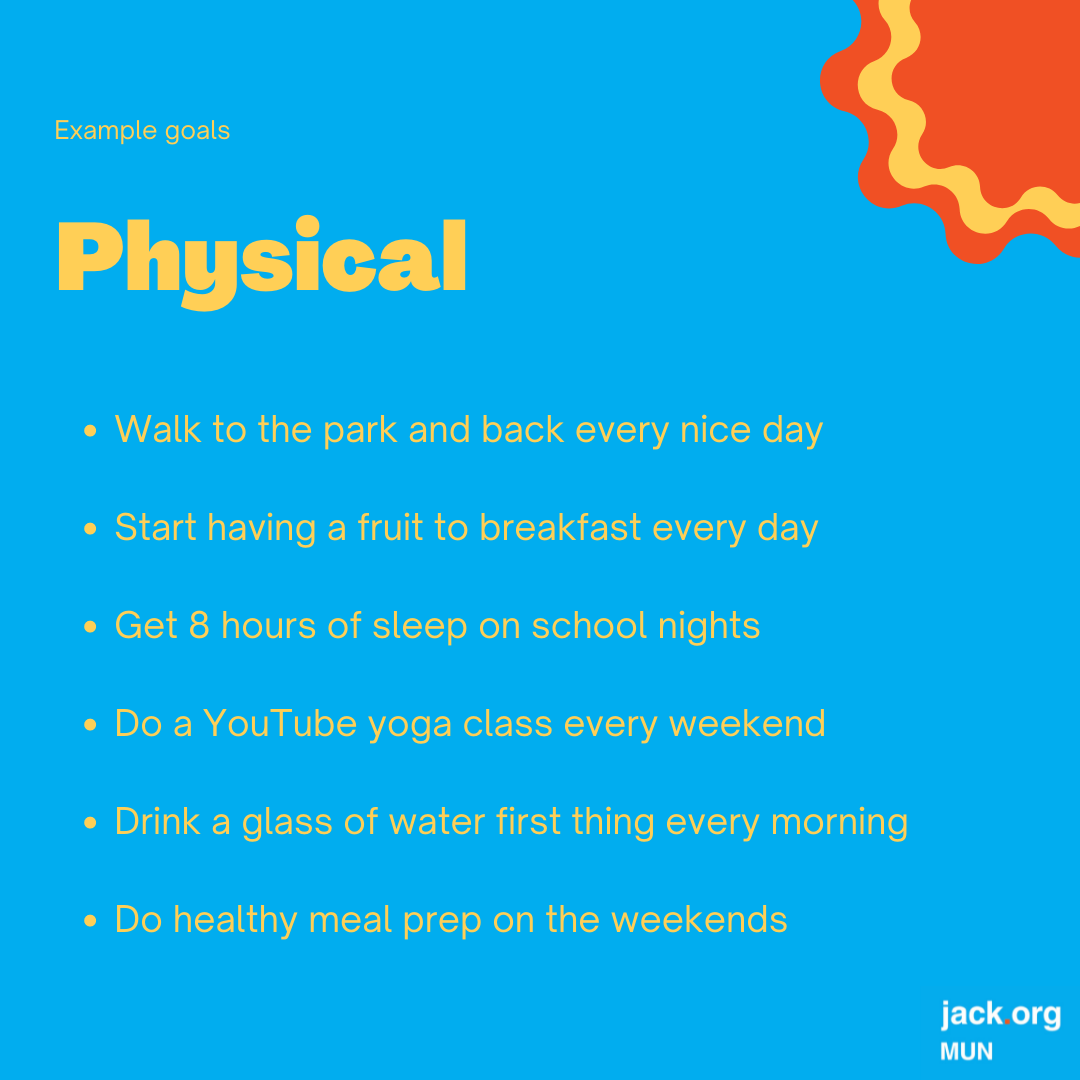 Example goals
Physical
• Walk to the park and back every nice day
• Start having a fruit to breakfast every day
• Get 8 hours of sleep on school nights
• Do a YouTube yoga class every weekend
• Drink a glass of water first thing every morning
• Do healthy meal prep on the weekends
jack.org
MUN